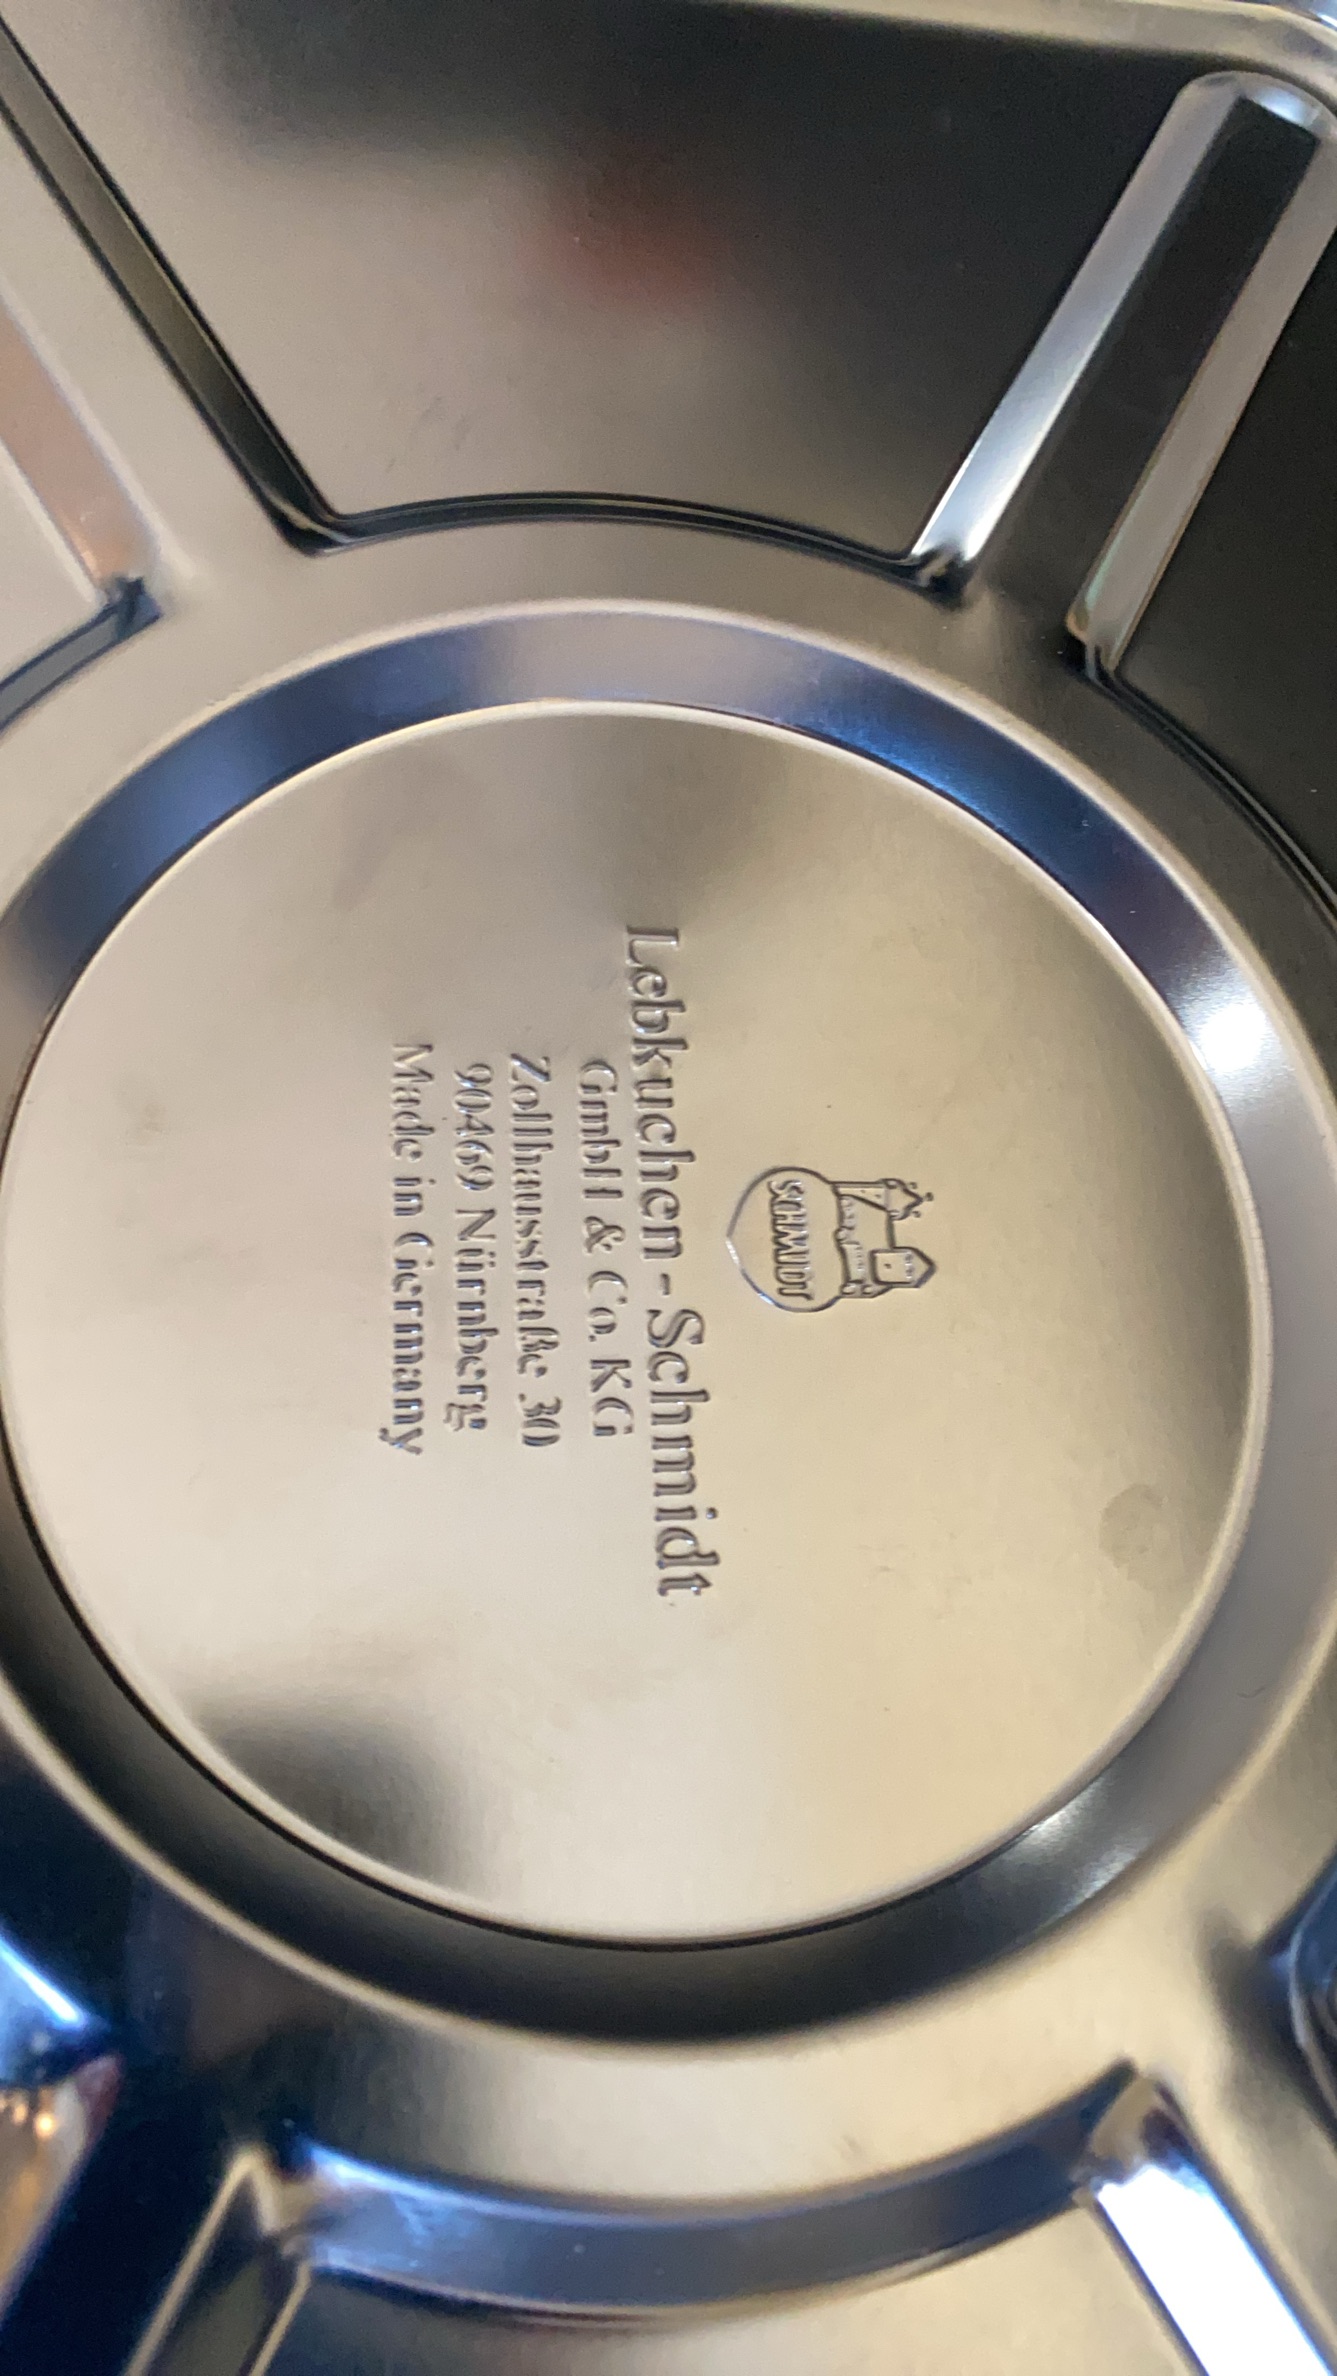 SCHMIDT
Lebkuchen - Schmidt
GmbH & Co. KG
Zollhausstraße 30
90469 Nürnberg
Made in Germany